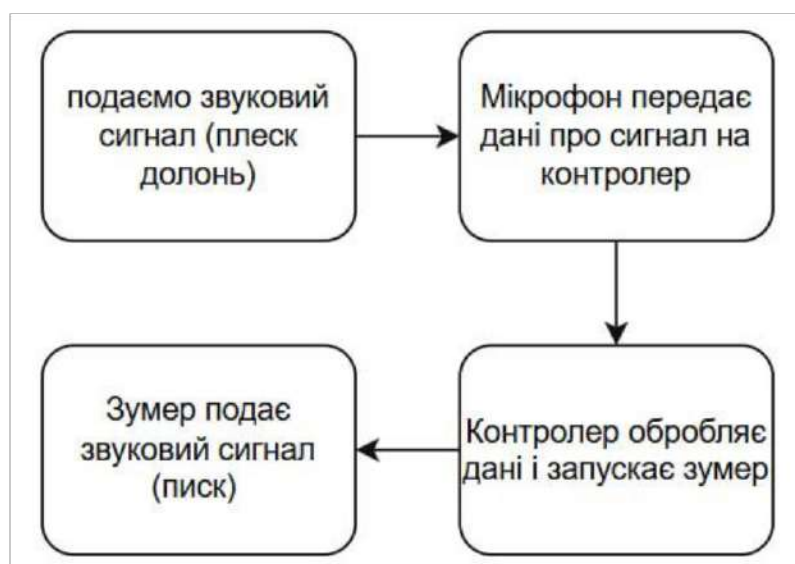 подаємо звуковий
сигнал (плеск
долонь)
Мікрофон передає
дані про сигнал на
контролер
Контролер обробляє
дані і запускає зумер
Зумер подає
звуковий сигнал
(писк)